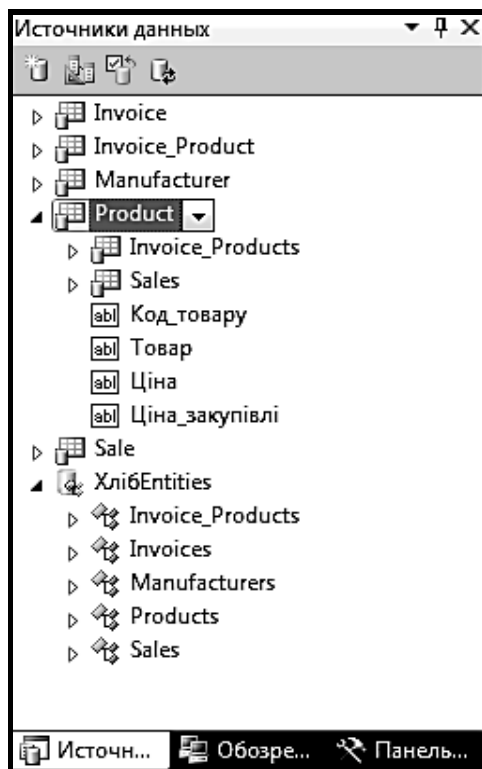 Источники данных
Invoice
Invoice_Product
Manufacturer
Product
Invoice_Products
Sales
Код_товару
Товар
Ціна
Ціна_закупівлі
Sale
ХлібEntities
Invoice_Products
Invoices
Manufacturers
Products
Sales
Источн... Обозре... Панель...